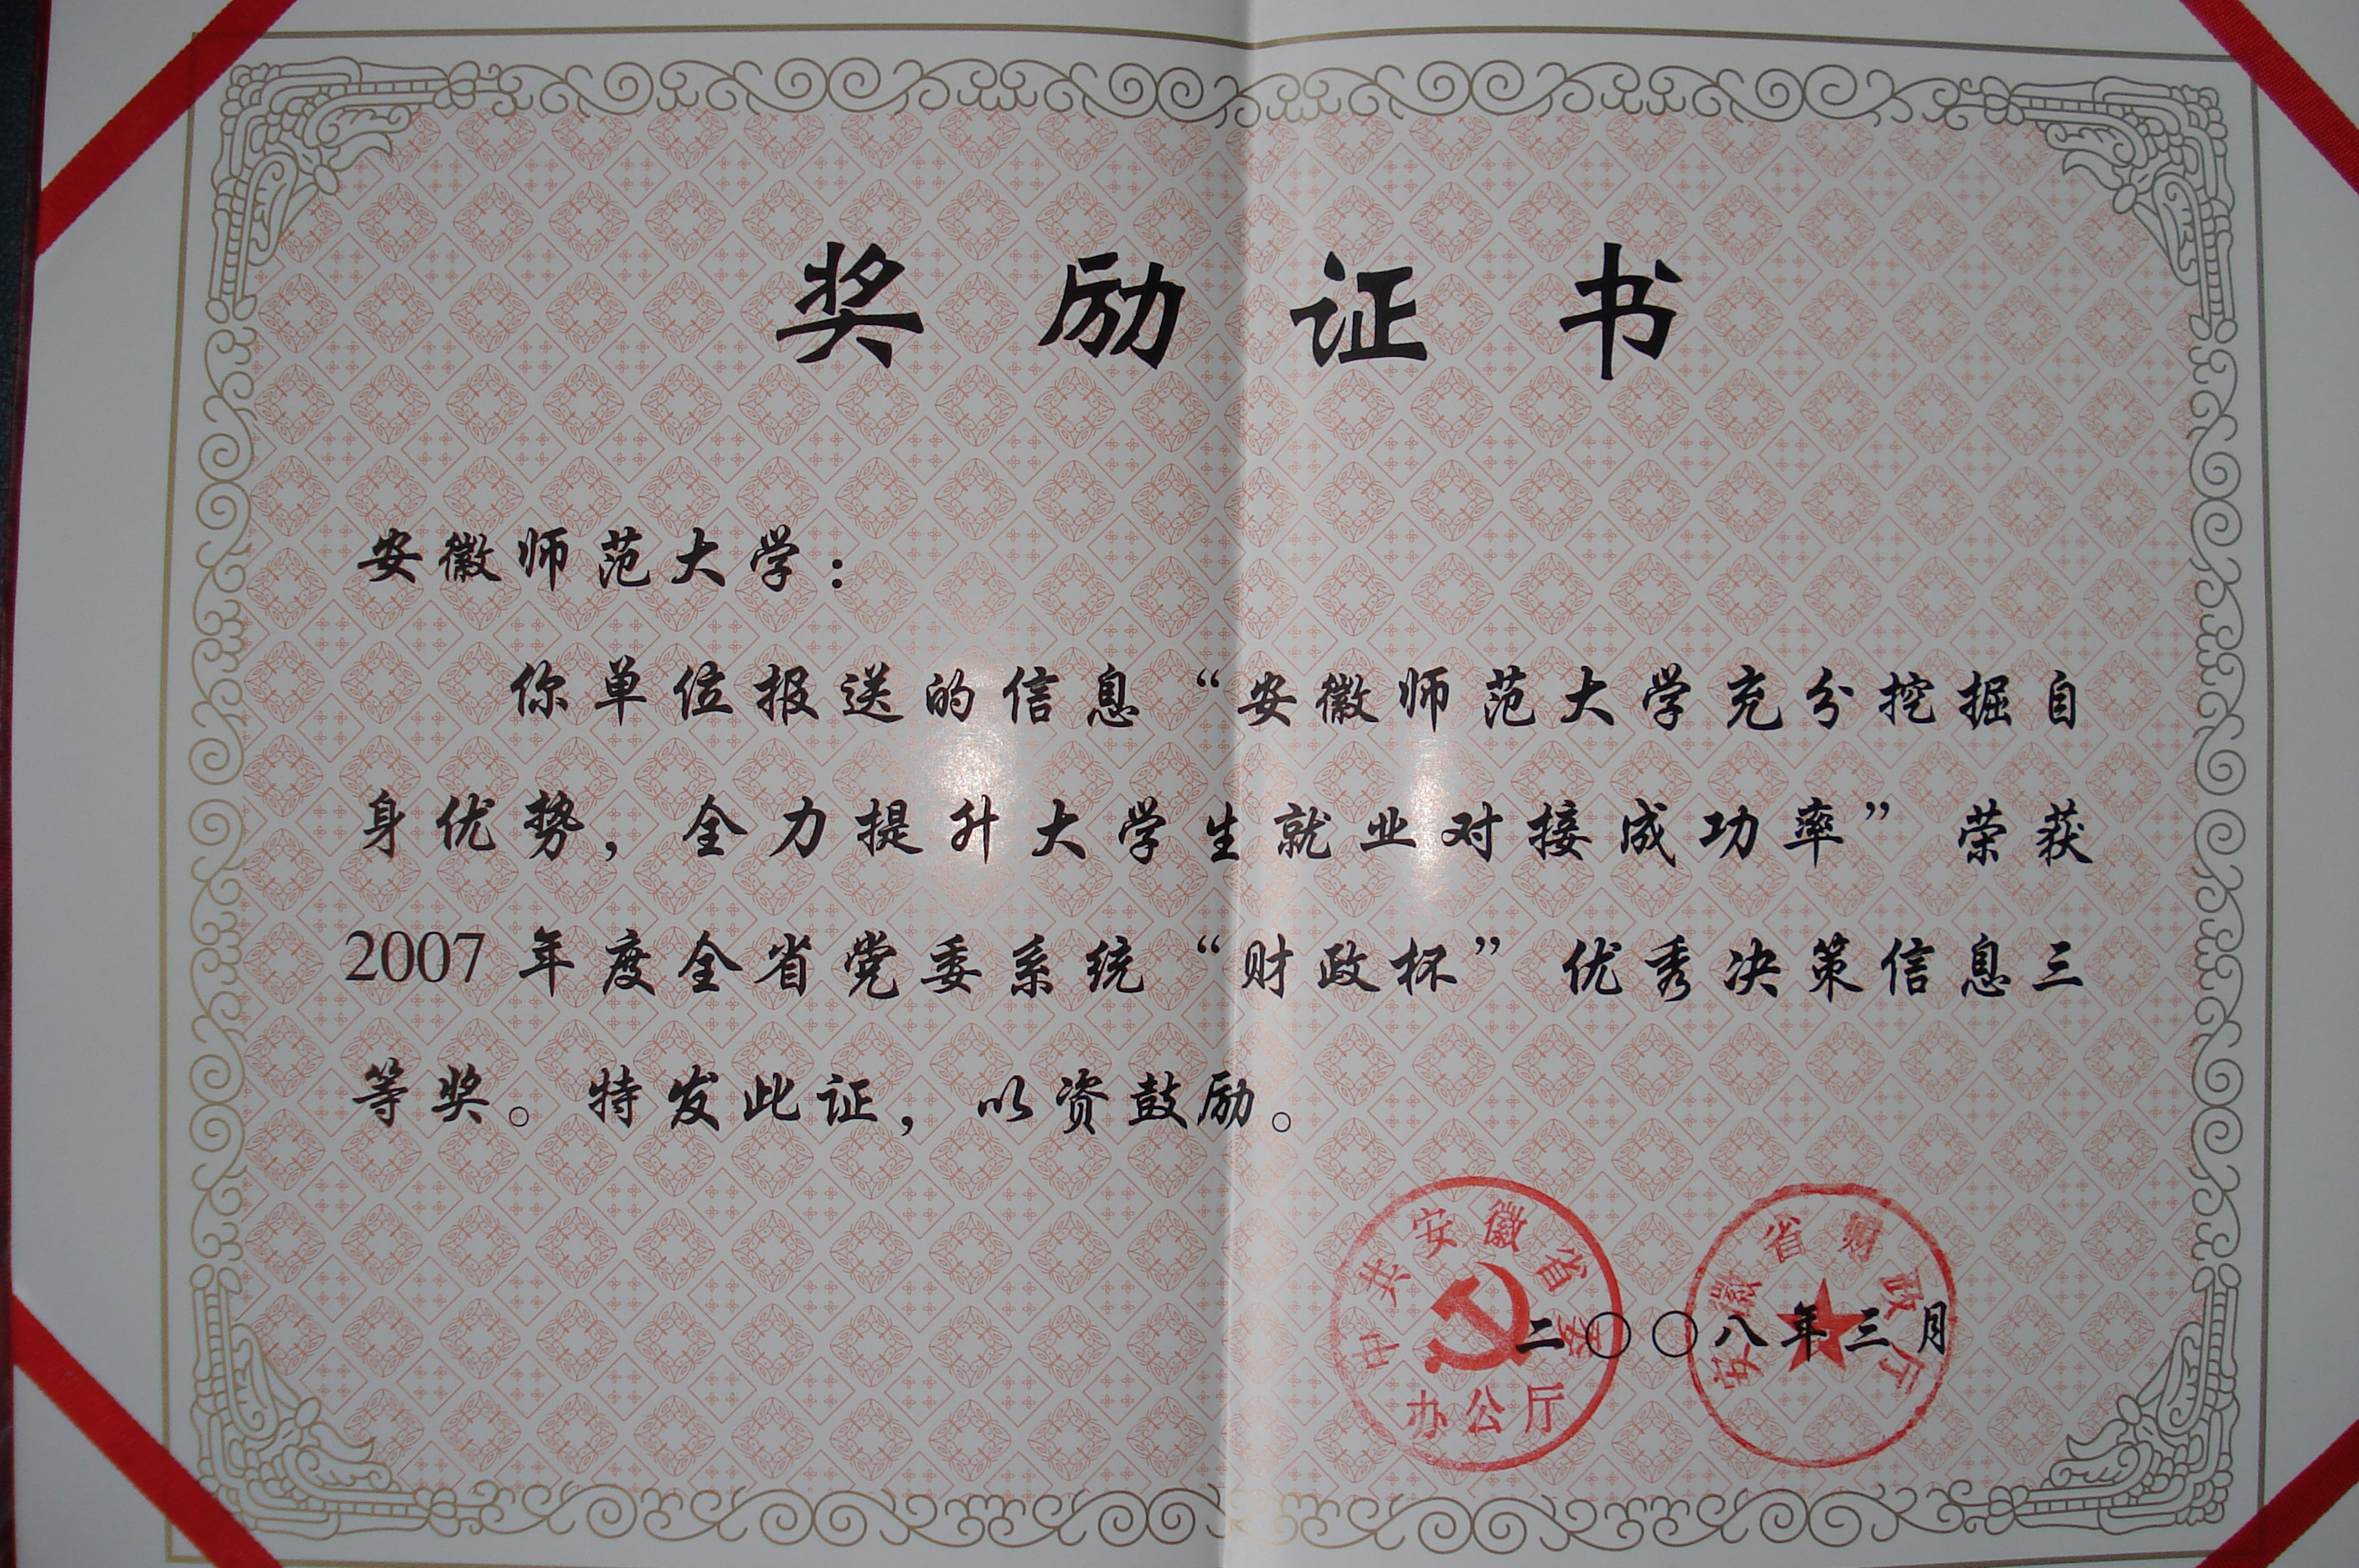 奖励证书
安徽师范大学：
你单位报送的信息“安徽师范大学充分挖掘自
身优势，全力提升大学生就业对接成功率”荣获
2007年度全省党委系统“财政杯”优秀决策信息三
等奖。特发此证，以资鼓励。
中共安徽省委
办公厅
安徽省财政厅
二〇〇八年三月